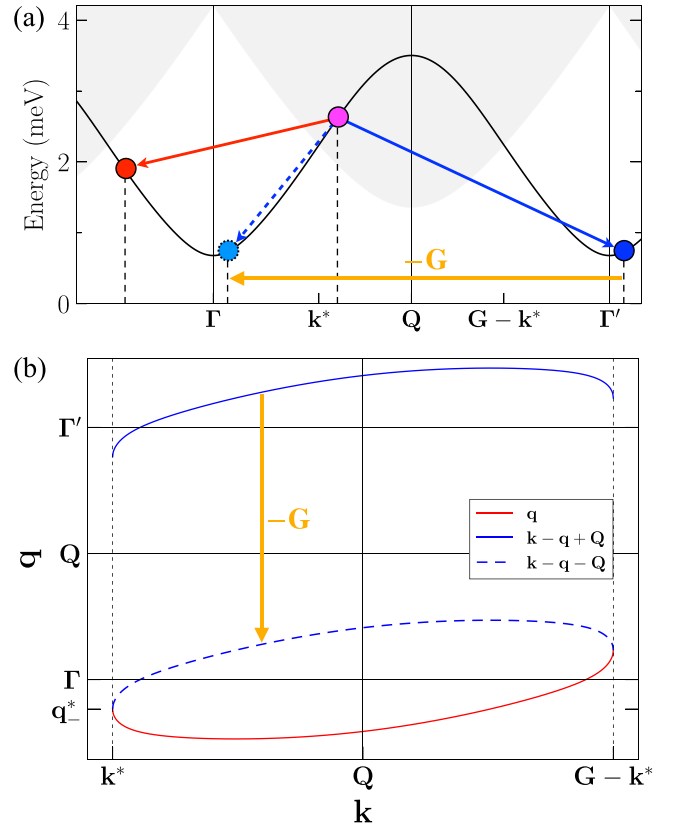 (a)
4
2
0
Energy (meV)
−G
Γ
k*
Q
G − k*
Γ′
(b)
Γ′
Q
Γ
q*₋
q
−G
q
k − q + Q
k − q − Q
k*
Q
G − k*
k